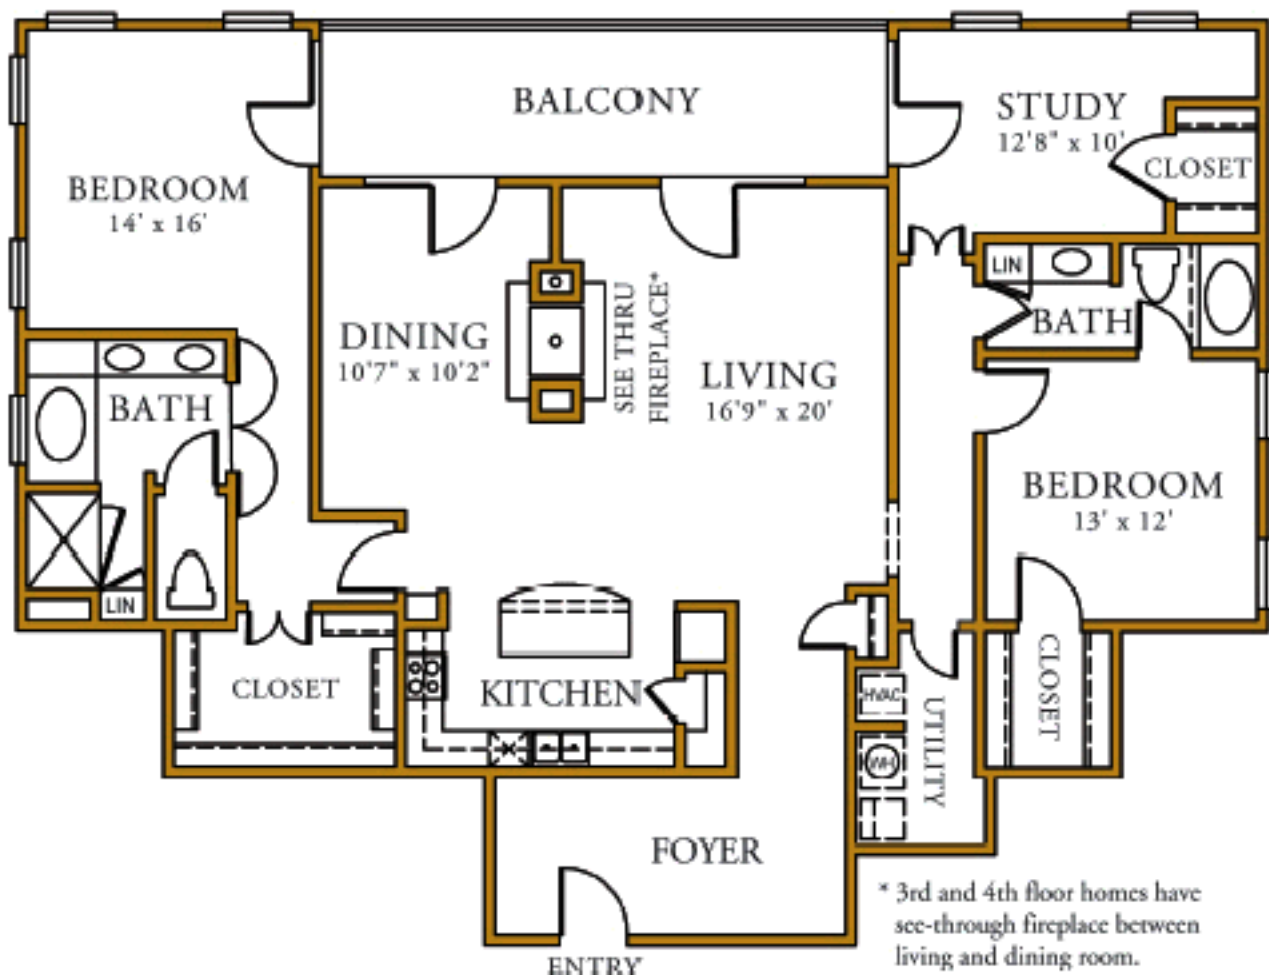 BALCONY
STUDY
12'8" x 10'
CLOSET
BEDROOM
14' x 16'
LIN
BATH
DINING
10'7" x 10'2"
SEE THRU
FIREPLACE*
LIVING
16'9" x 20'
BATH
BEDROOM
13' x 12'
LIN
CLOSET
KITCHEN
HVAC
UTILITY
CLOSET
WH
FOYER
ENTRY
* 3rd and 4th floor homes have
see-through fireplace between
living and dining room.